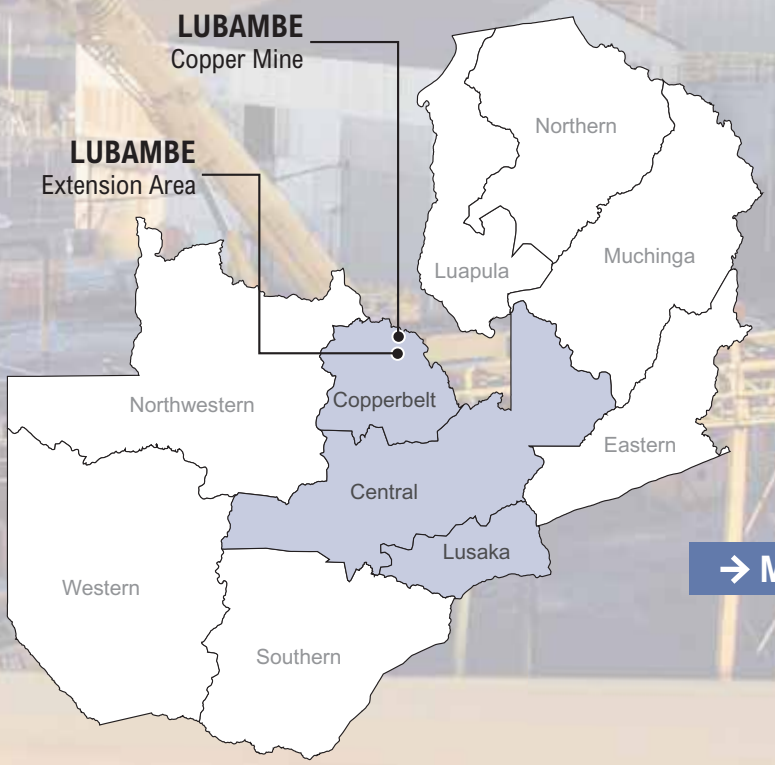 LUBAMBE
Copper Mine
LUBAMBE
Extension Area
Northern
Muchinga
Luapula
Northwestern
Copperbelt
Eastern
Central
Lusaka
Western
Southern
→ M